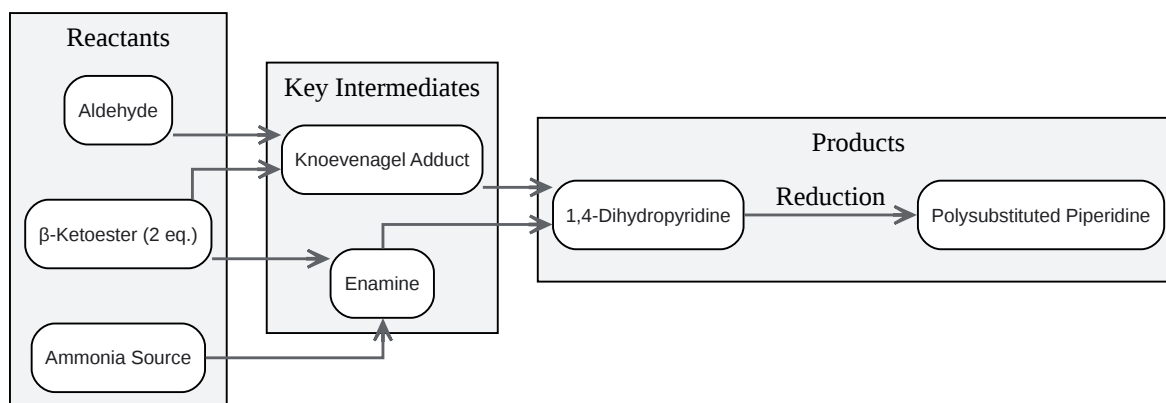 Reactants
Aldehyde
β-Ketoester (2 eq.)
Ammonia Source
Key Intermediates
Knoevenagel Adduct
Enamine
Products
1,4-Dihydropyridine
Reduction
Polysubstituted Piperidine